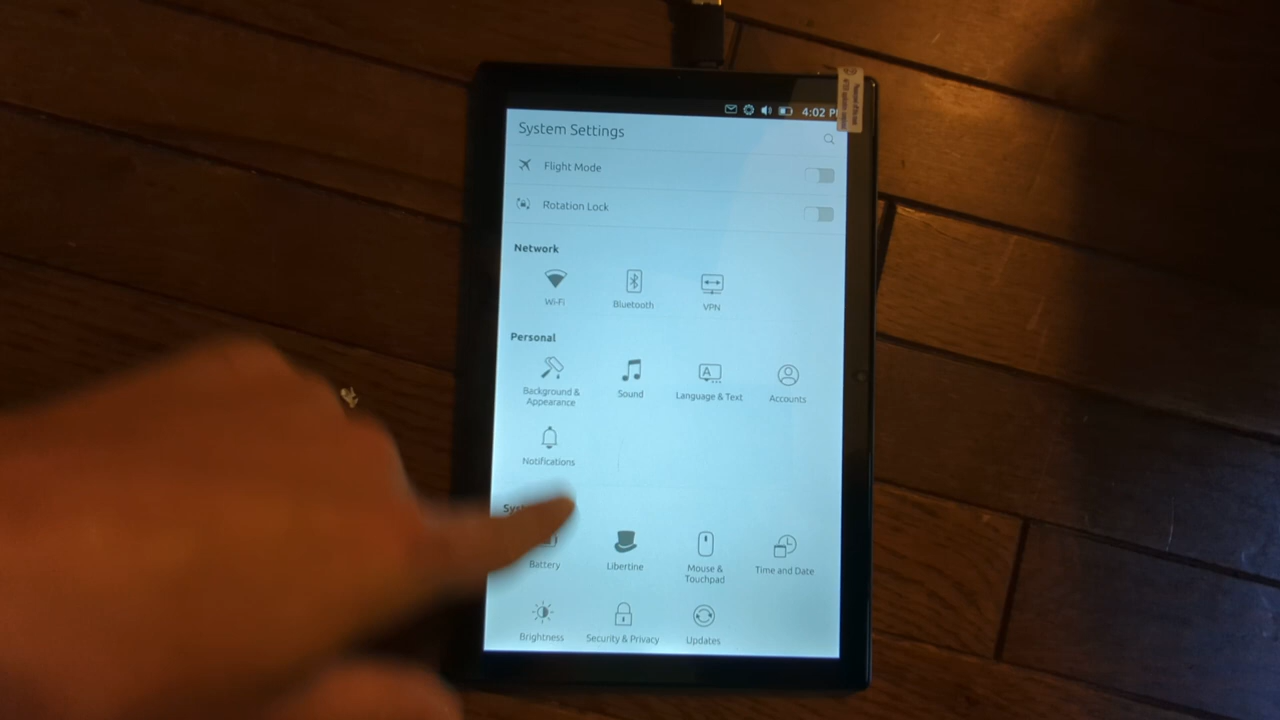 4:02 P
System Settings
Flight Mode
Rotation Lock
Network
Wi-Fi Bluetooth VPN
Personal
Background & Appearance Sound Language & Text Accounts
Notifications
Battery Libertine Mouse & Touchpad Time and Date
Brightness Security & Privacy Updates